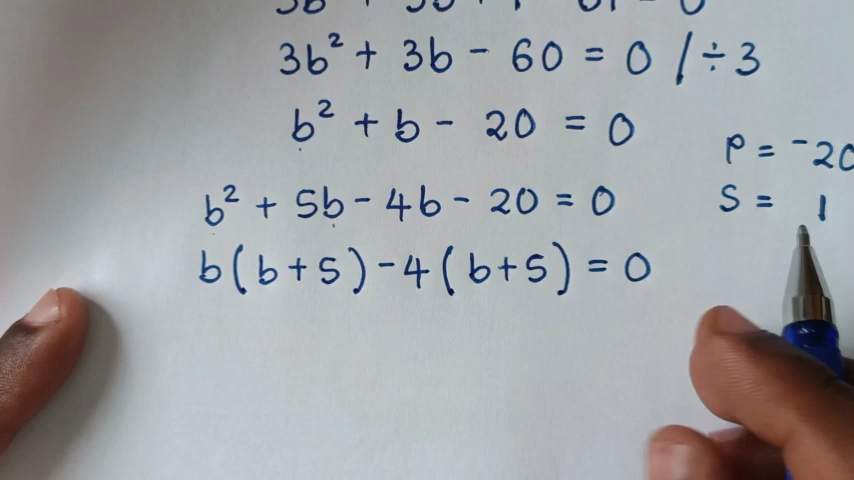 3b² + 3b - 60 = 0 / ÷ 3
b² + b - 20 = 0
P = ⁻20
b² + 5b - 4b - 20 = 0
S = 1
b(b+5) - 4(b+5) = 0